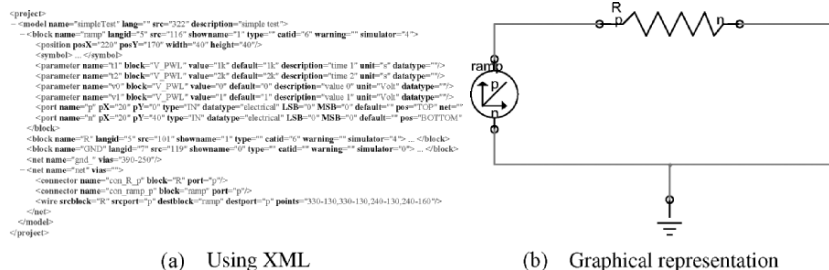 <project>
− <model name="simpleTest" lang="" src="322" description="simple test">
− <block name="ramp" langid="5" src="116" showname="1" type="" catid="6" warning="" simulator="4">
<position posX="220" posY="170" width="40" height="40"/>
<symbol> ... </symbol>
<parameter name="t1" block="V_PWL" value="1k" default="1k" description="time 1" unit="s" datatype=""/>
<parameter name="t2" block="V_PWL" value="2k" default="2k" description="time 2" unit="s" datatype=""/>
<parameter name="v0" block="V_PWL" value="0" default="0" description="value 0" unit="Volt" datatype=""/>
<parameter name="v1" block="V_PWL" value="1" default="1" description="value 1" unit="Volt" datatype=""/>
<port name="p" pX="20" pY="0" type="IN" datatype="electrical" LSB="0" MSB="0" default="" pos="TOP" net=""
<port name="n" pX="20" pY="40" type="IN" datatype="electrical" LSB="0" MSB="0" default="" pos="BOTTOM"
</block>
<block name="R" langid="5" src="101" showname="1" type="" catid="6" warning="" simulator="4"> ... </block>
<block name="GND" langid="7" src="119" showname="0" type="" catid="" warning="" simulator="0"> ... </block>
<net name="gnd_" vias="390-250"/>
− <net name="net" vias="">
<connector name="con_R_p" block="R" port="p"/>
<connector name="con_ramp_p" block="ramp" port="p"/>
<wire srcblock="R" srcport="p" destblock="ramp" destport="p" points="330-130,330-130,240-130,240-160"/>
</net>
</model>
</project>
(a) Using XML
R
p
n
ramp
p
n
(b) Graphical representation